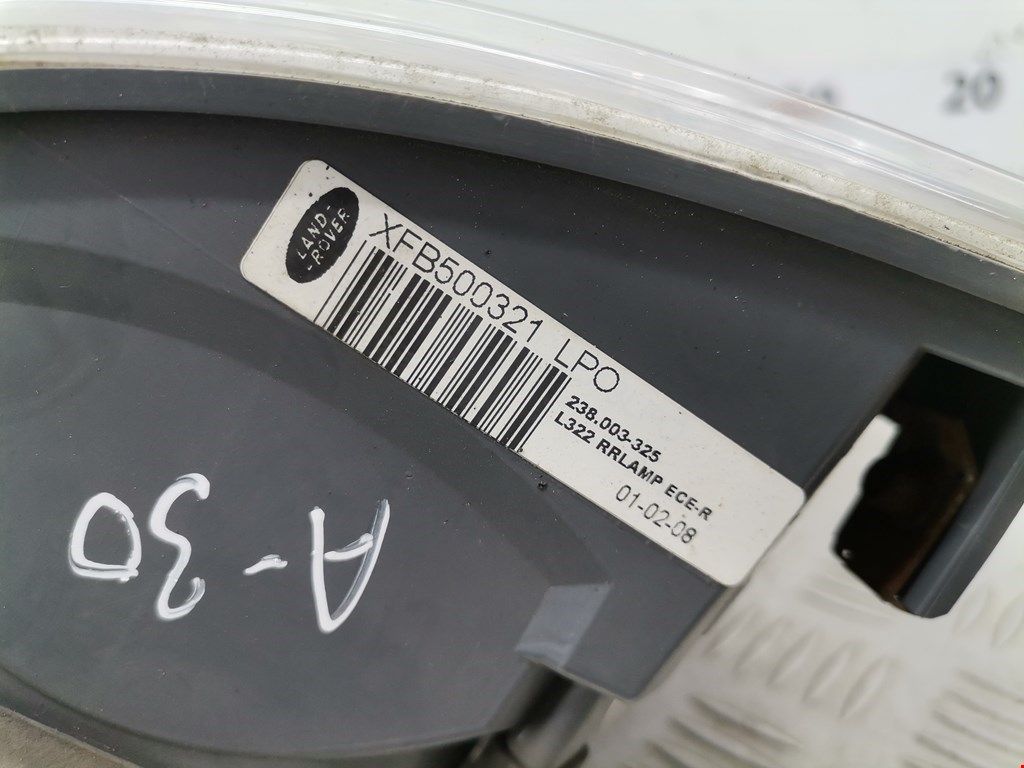 20
LAND-
-ROVER
XFB500321 LPO
238.003-325
L322 RRLAMP ECE-R
01-02-08
A-30